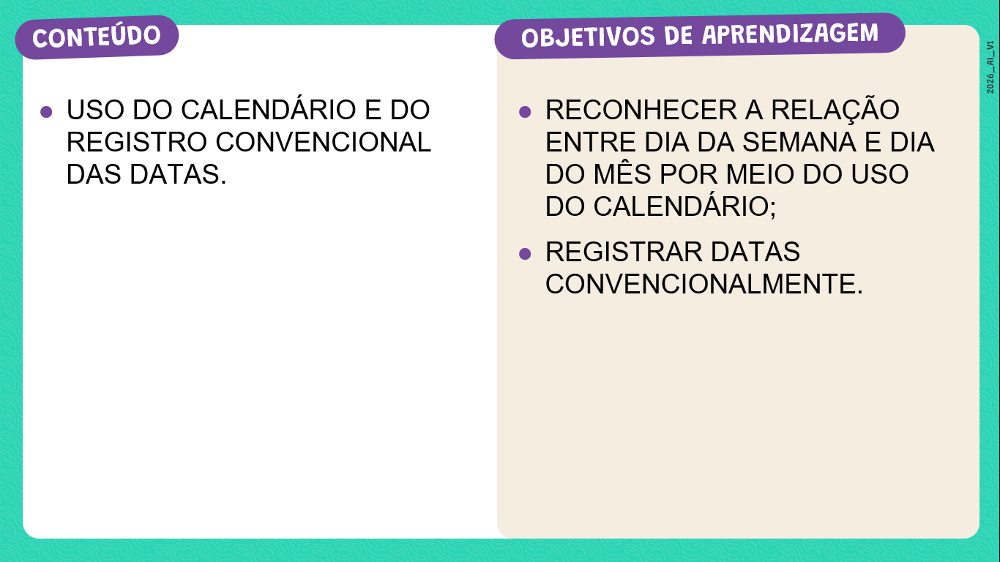 CONTEÚDO
USO DO CALENDÁRIO E DO
REGISTRO CONVENCIONAL
DAS DATAS.
OBJETIVOS DE APRENDIZAGEM
RECONHECER A RELAÇÃO
ENTRE DIA DA SEMANA E DIA
DO MÊS POR MEIO DO USO
DO CALENDÁRIO;
REGISTRAR DATAS
CONVENCIONALMENTE.
2026_AI_V1